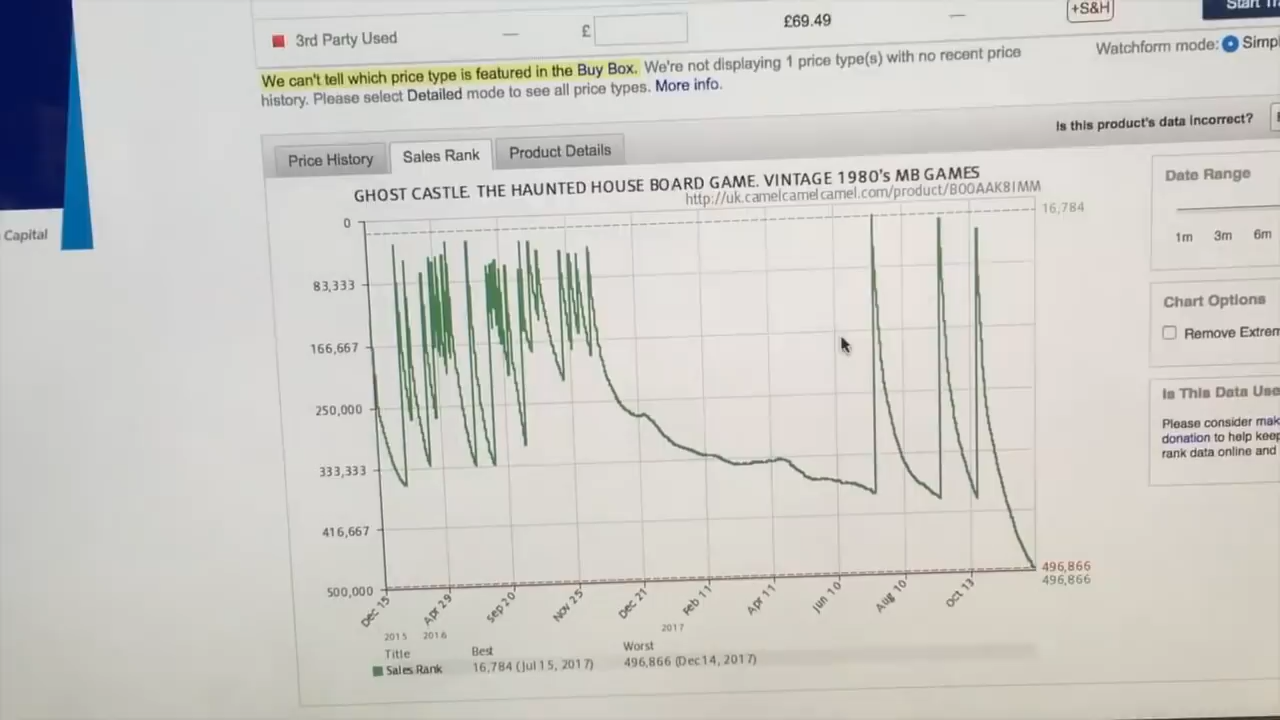 3rd Party Used — £ £69.49 — +S&H
We can't tell which price type is featured in the Buy Box. We're not displaying 1 price type(s) with no recent price
history. Please select Detailed mode to see all price types. More info.
Watchform mode:
Is this product's data incorrect?
Capital
Price History Sales Rank Product Details
GHOST CASTLE. THE HAUNTED HOUSE BOARD GAME. VINTAGE 1980's MB GAMES
http://uk.camelcamelcamel.com/product/B00AAK8IMM
0
83,333
166,667
250,000
333,333
416,667
500,000
16,784
496,866
496,866
Dec 15 Apr 29 Sep 20 Nov 25 Dec 21 Feb 11 Apr 11 Jun 10 Aug 10 Oct 13
2015 2016 2017
Title Best Worst
Sales Rank 16,784 (Jul 15, 2017) 496,866 (Dec 14, 2017)
Date Range
1m 3m 6m
Chart Options
Remove
Is This Data
Please consider
donation to help
rank data online and